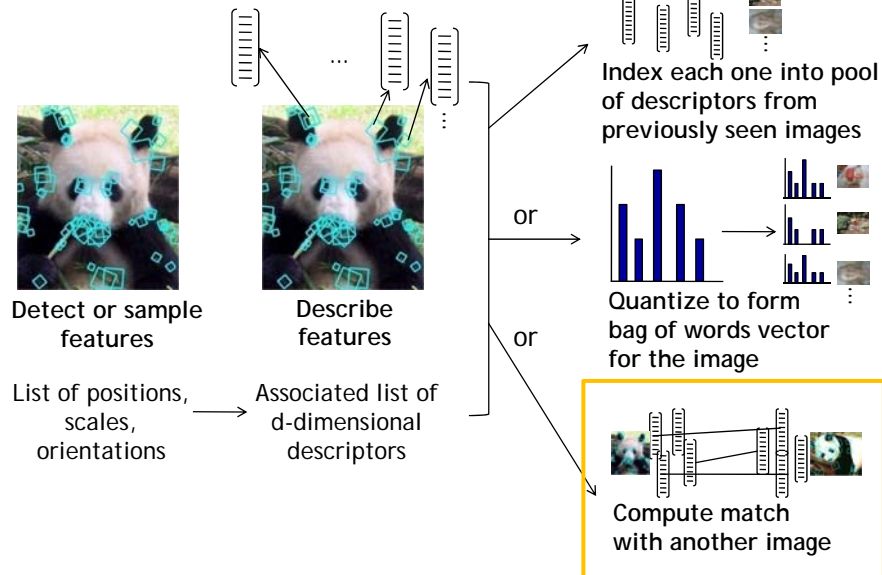 ...
⋮
⋮
Index each one into pool
of descriptors from
previously seen images
or
⋮
Detect or sample
features
Describe
features
Quantize to form
bag of words vector
for the image
or
List of positions,
scales,
orientations
Associated list of
d-dimensional
descriptors
Compute match
with another image